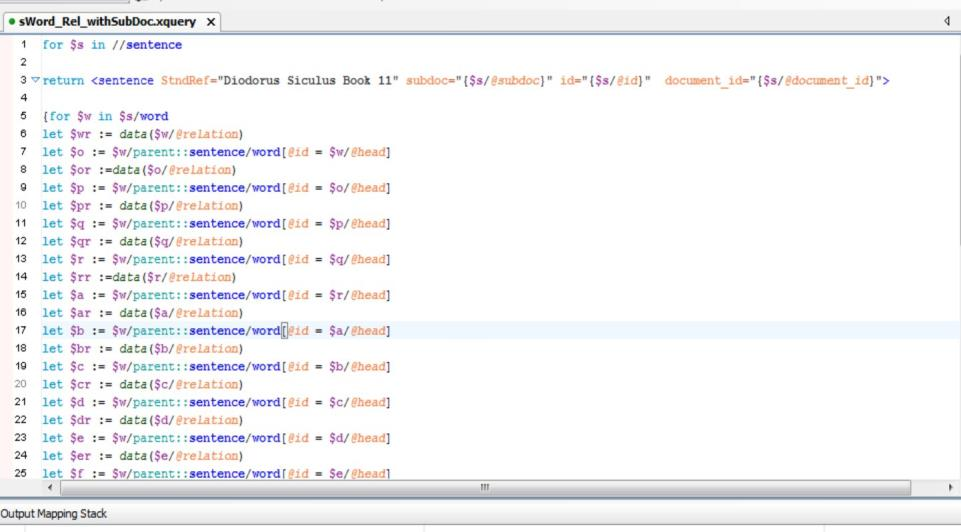 sWord_Rel_withSubDoc.xquery
1 for $s in //sentence
2
3 return <sentence StndRef="Diodorus Siculus Book 11" subdoc="{$s/@subdoc}" id="{$s/@id}"  document_id="{$s/@document_id}">
4
5 {for $w in $s/word
6 let $wr := data($w/@relation)
7 let $o := $w/parent::sentence/word[@id = $w/@head]
8 let $or :=data($o/@relation)
9 let $p := $w/parent::sentence/word[@id = $o/@head]
10 let $pr := data($p/@relation)
11 let $q := $w/parent::sentence/word[@id = $p/@head]
12 let $qr := data($q/@relation)
13 let $r := $w/parent::sentence/word[@id = $q/@head]
14 let $rr :=data($r/@relation)
15 let $a := $w/parent::sentence/word[@id = $r/@head]
16 let $ar := data($a/@relation)
17 let $b := $w/parent::sentence/word[@id = $a/@head]
18 let $br := data($b/@relation)
19 let $c := $w/parent::sentence/word[@id = $b/@head]
20 let $cr := data($c/@relation)
21 let $d := $w/parent::sentence/word[@id = $c/@head]
22 let $dr := data($d/@relation)
23 let $e := $w/parent::sentence/word[@id = $d/@head]
24 let $er := data($e/@relation)
25 let $f := $w/parent::sentence/word[@id = $e/@head]
Output Mapping Stack